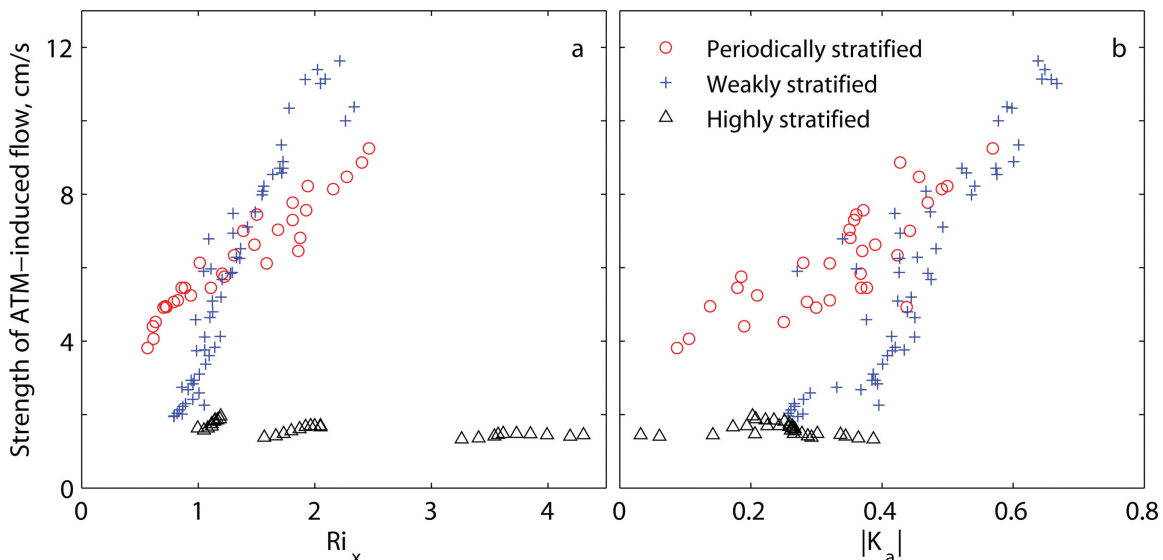 Strength of ATM−induced flow, cm/s
12
8
4
0
a
0
1
2
3
4
Ri
x
b
Periodically stratified
Weakly stratified
Highly stratified
0.2
0.4
0.6
0.8
|K
a
|